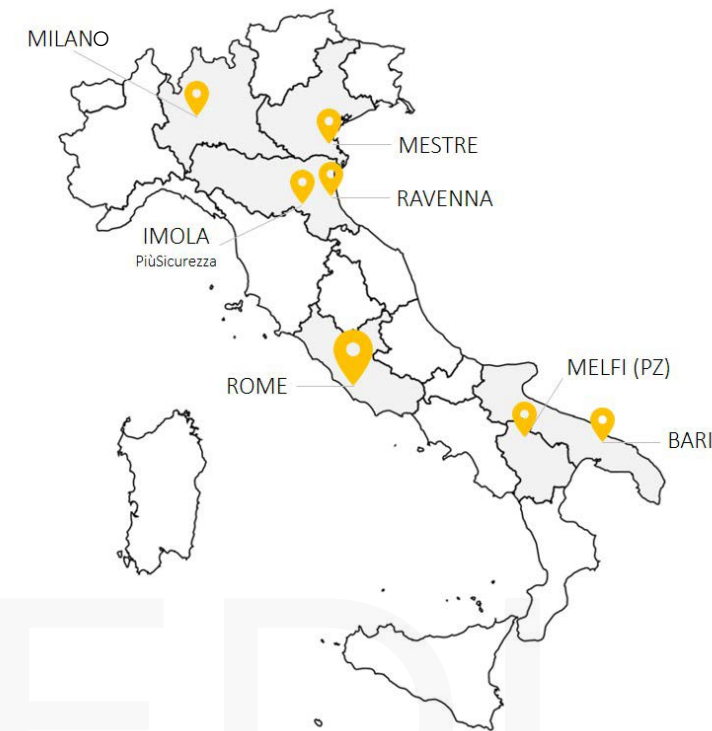 MILANO
MESTRE
RAVENNA
IMOLA
PiùSicurezza
ROME
MELFI (PZ)
BARI